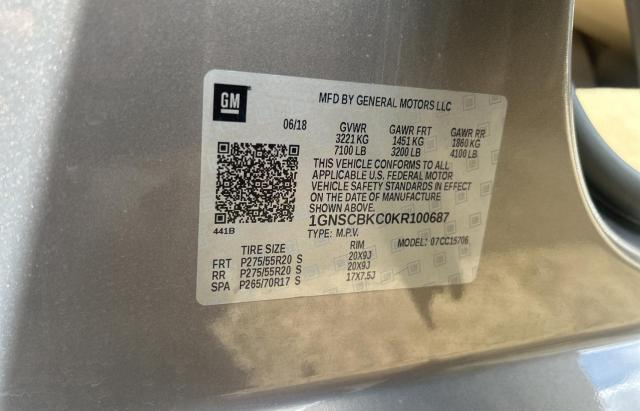 GM
MFD BY GENERAL MOTORS LLC
06/18 GVWR GAWR FRT GAWR RR
3221 KG 1451 KG 1860 KG
7100 LB 3200 LB 4100 LB
THIS VEHICLE CONFORMS TO ALL
APPLICABLE U.S. FEDERAL MOTOR
VEHICLE SAFETY STANDARDS IN EFFECT
ON THE DATE OF MANUFACTURE
SHOWN ABOVE.
1GNSCBKC0KR100687
441B
TYPE: M.P.V. MODEL: 07CC15706
TIRE SIZE RIM
FRT P275/55R20 S 20X9J
RR P275/55R20 S 20X9J
SPA P265/70R17 S 17X7.5J